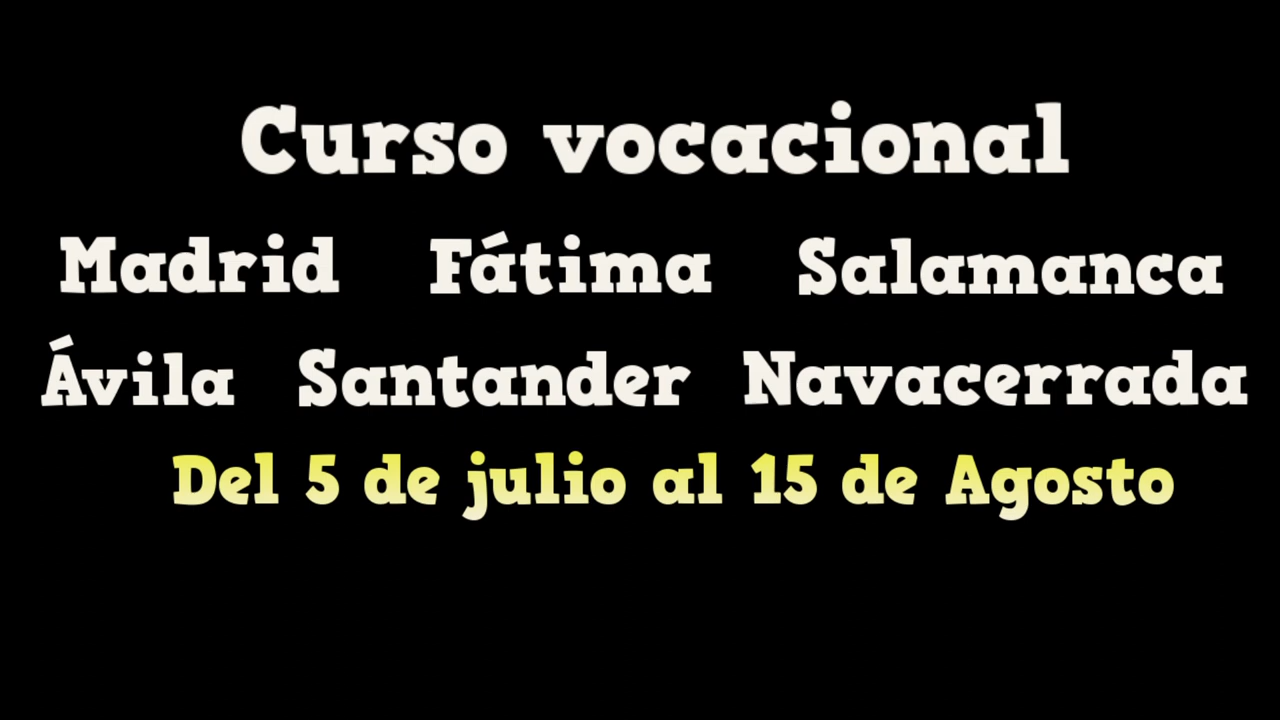 Curso vocacional
Madrid Fátima Salamanca
Ávila Santander Navacerrada
Del 5 de julio al 15 de Agosto